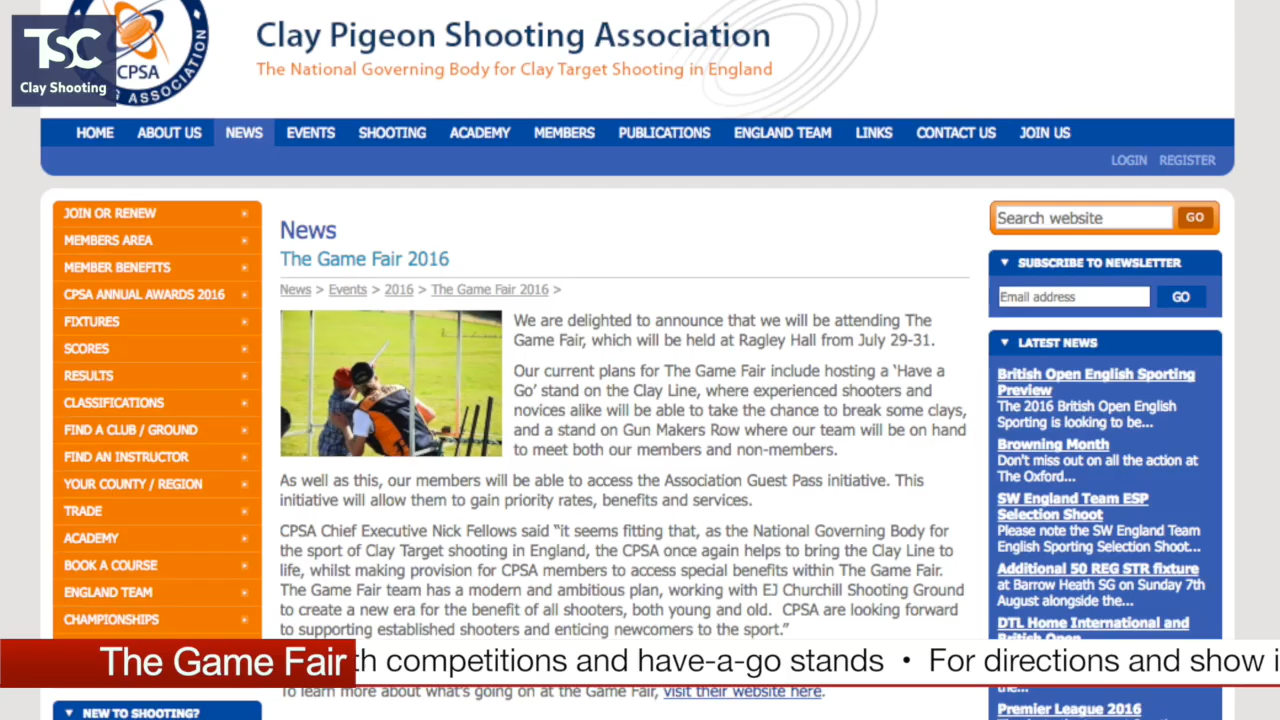 TSC
Clay Shooting
CPSA
ASSOCIATION
Clay Pigeon Shooting Association
The National Governing Body for Clay Target Shooting in England
HOME ABOUT US NEWS EVENTS SHOOTING ACADEMY MEMBERS PUBLICATIONS ENGLAND TEAM LINKS CONTACT US JOIN US
LOGIN REGISTER
JOIN OR RENEW
MEMBERS AREA
MEMBER BENEFITS
CPSA ANNUAL AWARDS 2016
FIXTURES
SCORES
RESULTS
CLASSIFICATIONS
FIND A CLUB / GROUND
FIND AN INSTRUCTOR
YOUR COUNTY / REGION
TRADE
ACADEMY
BOOK A COURSE
ENGLAND TEAM
CHAMPIONSHIPS
NEW TO SHOOTING?
News
The Game Fair 2016
News > Events > 2016 > The Game Fair 2016 >
We are delighted to announce that we will be attending The
Game Fair, which will be held at Ragley Hall from July 29-31.
Our current plans for The Game Fair include hosting a ‘Have a
Go’ stand on the Clay Line, where experienced shooters and
novices alike will be able to take the chance to break some clays,
and a stand on Gun Makers Row where our team will be on hand
to meet both our members and non-members.
As well as this, our members will be able to access the Association Guest Pass initiative. This
initiative will allow them to gain priority rates, benefits and services.
CPSA Chief Executive Nick Fellows said “it seems fitting that, as the National Governing Body for
the sport of Clay Target shooting in England, the CPSA once again helps to bring the Clay Line to
life, whilst making provision for CPSA members to access special benefits within The Game Fair.
The Game Fair team has a modern and ambitious plan, working with EJ Churchill Shooting Ground
to create a new era for the benefit of all shooters, both young and old. CPSA are looking forward
to supporting established shooters and enticing newcomers to the sport.”
To learn more about what's going on at the Game Fair, visit their website here.
Search website GO
SUBSCRIBE TO NEWSLETTER
Email address GO
LATEST NEWS
British Open English Sporting
Preview
The 2016 British Open English
Sporting is looking to be...
Browning Month
Don't miss out on all the action at
The Oxford...
SW England Team ESP
Selection Shoot
Please note the SW England Team
English Sporting Selection Shoot...
Additional 50 REG STR fixture
at Barrow Heath SG on Sunday 7th
August alongside the...
DTL Home International and
British Open
the...
Premier League 2016
The Game Fair
th competitions and have-a-go stands • For directions and show i